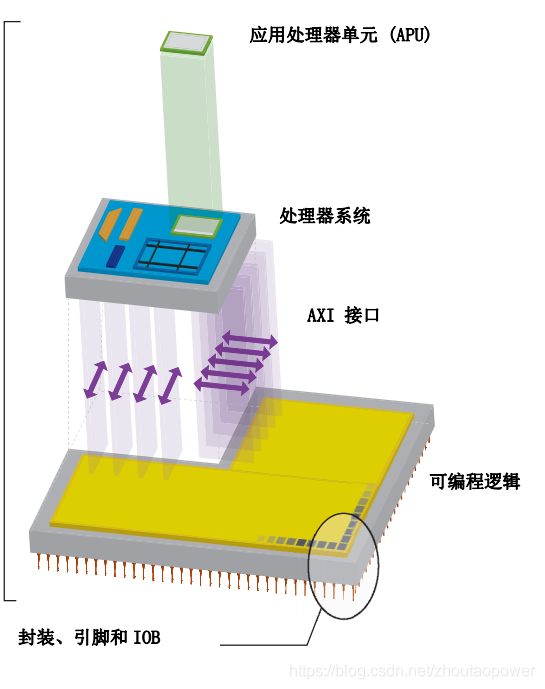 应用处理器单元 (APU)
处理器系统
AXI 接口
可编程逻辑
封装、引脚和 IOB
https://blog.csdn.net/zhoutaopower